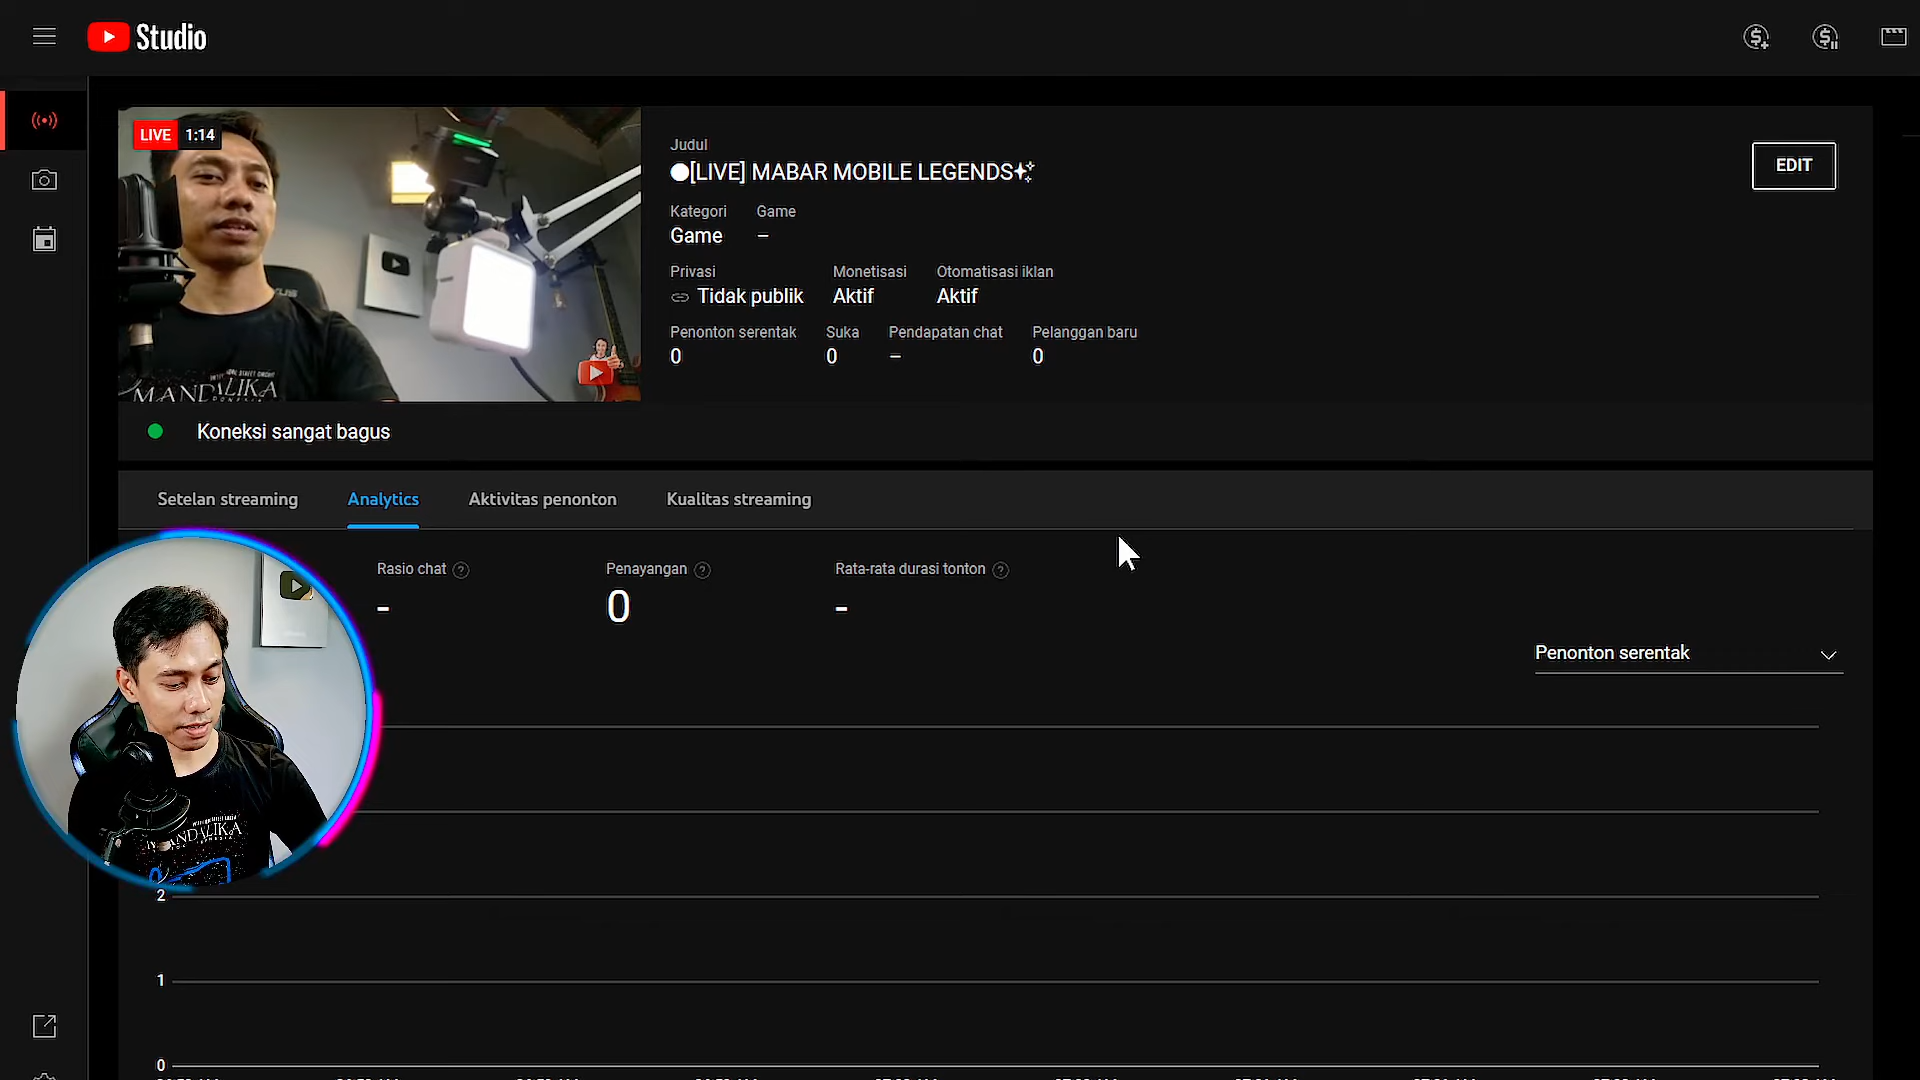 Studio
LIVE 1:14
Judul
[LIVE] MABAR MOBILE LEGENDS
EDIT
Kategori Game
Game –
Privasi Monetisasi Otomatisasi iklan
Tidak publik Aktif Aktif
Penonton serentak Suka Pendapatan chat Pelanggan baru
0 0 – 0
MANDALIKA
Koneksi sangat bagus
Setelan streaming Analytics Aktivitas penonton Kualitas streaming
Rasio chat Penayangan Rata-rata durasi tonton
- 0 -
Penonton serentak
MANDALIKA
2
1
0